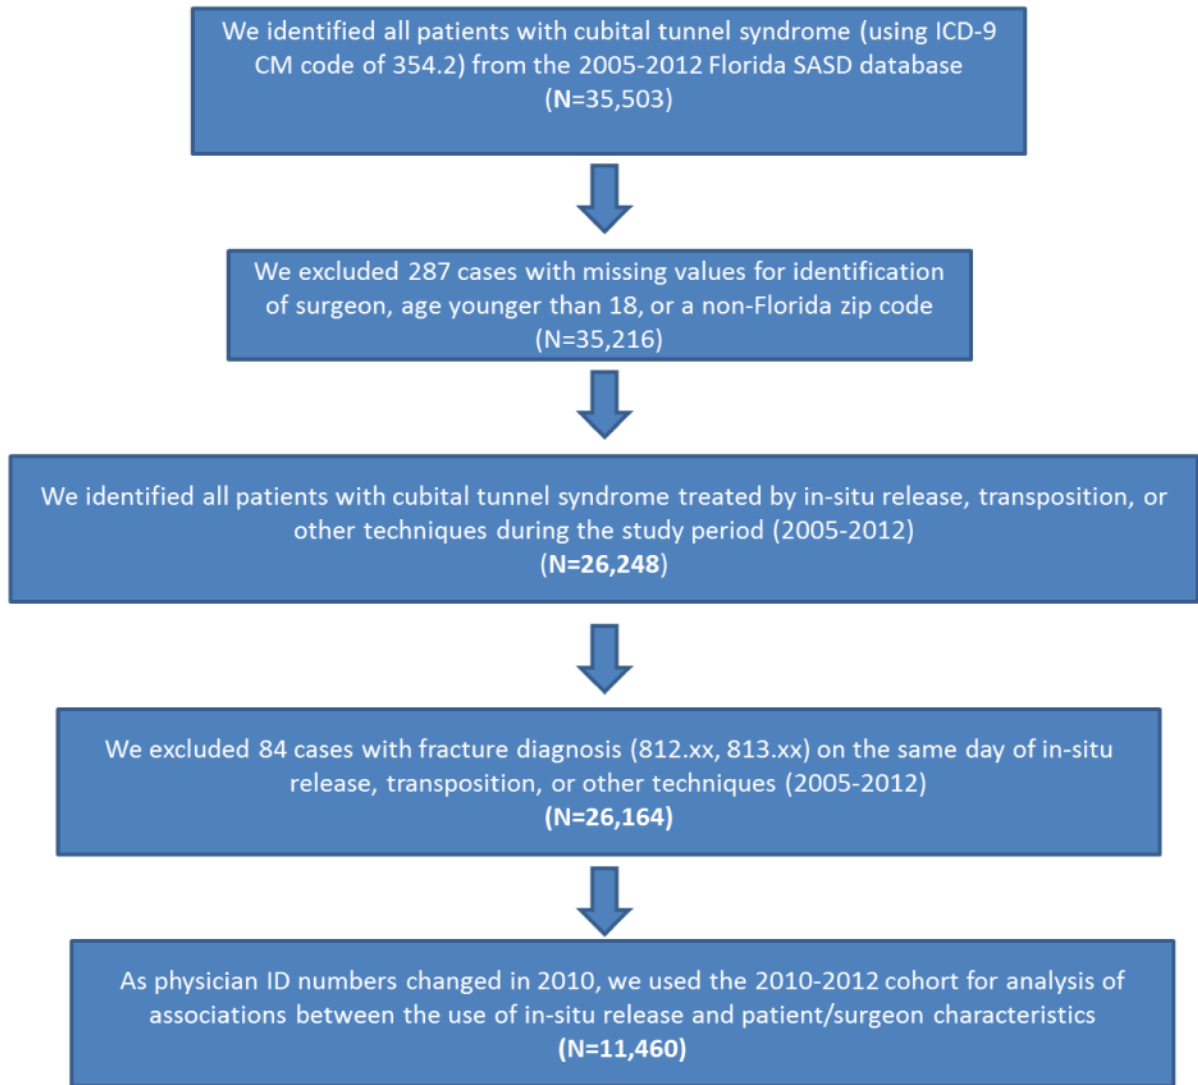 We identified all patients with cubital tunnel syndrome (using ICD-9
CM code of 354.2) from the 2005-2012 Florida SASD database
(N=35,503)
We excluded 287 cases with missing values for identification
of surgeon, age younger than 18, or a non-Florida zip code
(N=35,216)
We identified all patients with cubital tunnel syndrome treated by in-situ release, transposition, or
other techniques during the study period (2005-2012)
(N=26,248)
We excluded 84 cases with fracture diagnosis (812.xx, 813.xx) on the same day of in-situ
release, transposition, or other techniques (2005-2012)
(N=26,164)
As physician ID numbers changed in 2010, we used the 2010-2012 cohort for analysis of
associations between the use of in-situ release and patient/surgeon characteristics
(N=11,460)